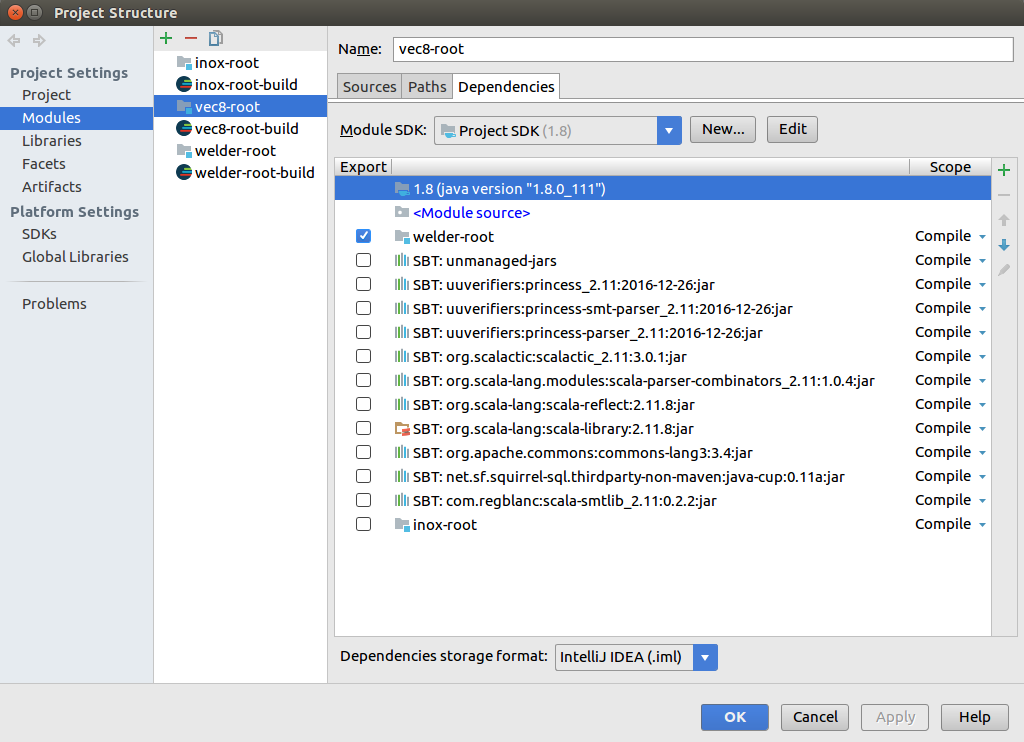 Project Structure
Project Settings
Project
Modules
Libraries
Facets
Artifacts
Platform Settings
SDKs
Global Libraries
Problems
inox-root
inox-root-build
vec8-root
vec8-root-build
welder-root
welder-root-build
Name: vec8-root
Sources Paths Dependencies
Module SDK: Project SDK (1.8) New... Edit
Export Scope
1.8 (java version "1.8.0_111")
<Module source>
welder-root Compile
SBT: unmanaged-jars Compile
SBT: uuverifiers:princess_2.11:2016-12-26:jar Compile
SBT: uuverifiers:princess-smt-parser_2.11:2016-12-26:jar Compile
SBT: uuverifiers:princess-parser_2.11:2016-12-26:jar Compile
SBT: org.scalactic:scalactic_2.11:3.0.1:jar Compile
SBT: org.scala-lang.modules:scala-parser-combinators_2.11:1.0.4:jar Compile
SBT: org.scala-lang:scala-reflect:2.11.8:jar Compile
SBT: org.scala-lang:scala-library:2.11.8:jar Compile
SBT: org.apache.commons:commons-lang3:3.4:jar Compile
SBT: net.sf.squirrel-sql.thirdparty-non-maven:java-cup:0.11a:jar Compile
SBT: com.regblanc:scala-smtlib_2.11:0.2.2:jar Compile
inox-root Compile
Dependencies storage format: IntelliJ IDEA (.iml)
OK Cancel Apply Help